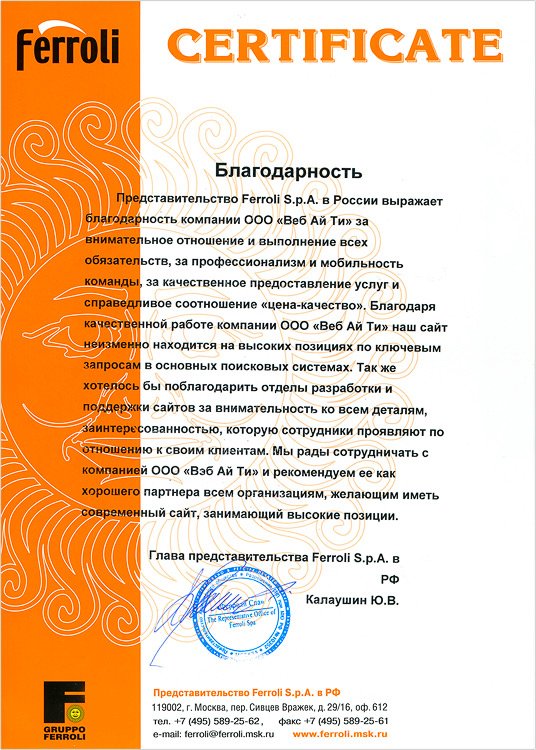 Ferroli
CERTIFICATE
Благодарность
Представительство Ferroli S.p.A. в России выражает
благодарность компании ООО «Веб Ай Ти» за
внимательное отношение и выполнение всех
обязательств, за профессионализм и мобильность
команды, за качественное предоставление услуг и
справедливое соотношение «цена-качество». Благодаря
качественной работе компании ООО «Веб Ай Ти» наш сайт
неизменно находится на высоких позициях по ключевым
запросам в основных поисковых системах. Так же
хотелось бы поблагодарить отделы разработки и
поддержки сайтов за внимательность ко всем деталям,
заинтересованностью, которую сотрудники проявляют по
отношению к своим клиентам. Мы рады сотрудничать с
компанией ООО «Вэб Ай Ти» и рекомендуем ее как
хорошего партнера всем организациям, желающим иметь
современный сайт, занимающий высокие позиции.
Глава представительства Ferroli S.p.A. в
РФ
Калаушин Ю.В.
The Representative Office of
Ferroli Spa
GRUPPO
FERROLI
Представительство Ferroli S.p.A. в РФ
119002, г. Москва, пер. Сивцев Вражек, д. 29/16, оф. 612
тел. +7 (495) 589-25-62, факс +7 (495) 589-25-61
e-mail: ferroli@ferroli.msk.ru www.ferroli.msk.ru